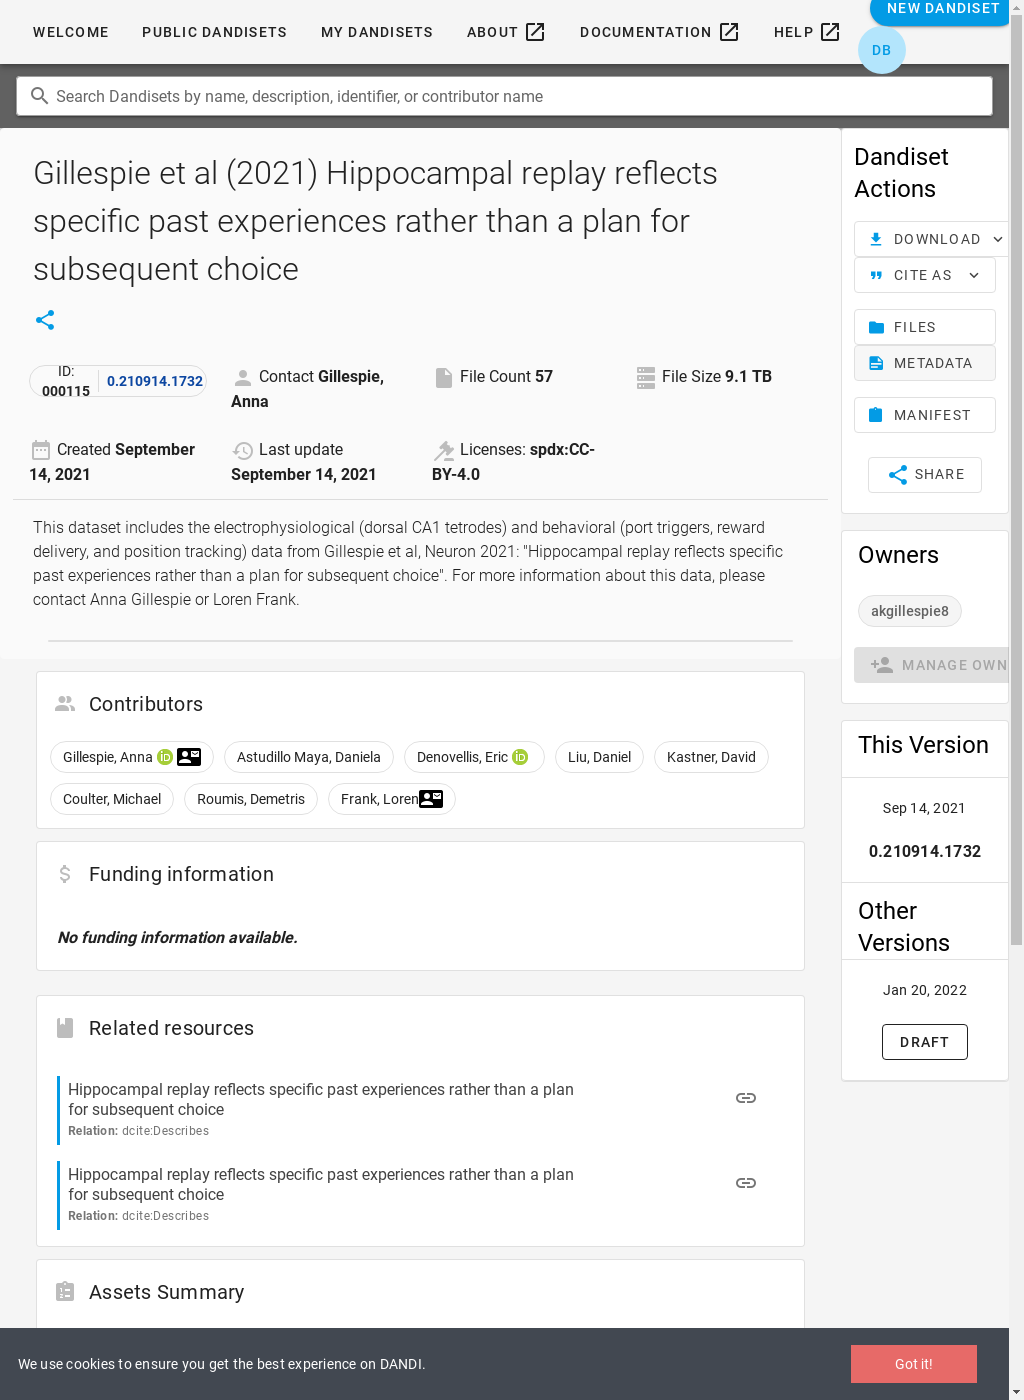 WELCOME
PUBLIC DANDISETS
MY DANDISETS
ABOUT
DOCUMENTATION
HELP
NEW DANDISET
DB
Search Dandisets by name, description, identifier, or contributor name
Gillespie et al (2021) Hippocampal replay reflects
specific past experiences rather than a plan for
subsequent choice
ID:
000115
0.210914.1732
Contact Gillespie,
Anna
File Count 57
File Size 9.1 TB
Created September
14, 2021
Last update
September 14, 2021
Licenses: spdx:CC-
BY-4.0
This dataset includes the electrophysiological (dorsal CA1 tetrodes) and behavioral (port triggers, reward
delivery, and position tracking) data from Gillespie et al, Neuron 2021: "Hippocampal replay reflects specific
past experiences rather than a plan for subsequent choice". For more information about this data, please
contact Anna Gillespie or Loren Frank.
Contributors
Gillespie, Anna iD
Astudillo Maya, Daniela
Denovellis, Eric iD
Liu, Daniel
Kastner, David
Coulter, Michael
Roumis, Demetris
Frank, Loren
Funding information
No funding information available.
Related resources
Hippocampal replay reflects specific past experiences rather than a plan
for subsequent choice
Relation: dcite:Describes
Hippocampal replay reflects specific past experiences rather than a plan
for subsequent choice
Relation: dcite:Describes
Assets Summary
Dandiset
Actions
DOWNLOAD
CITE AS
FILES
METADATA
MANIFEST
SHARE
Owners
akgillespie8
MANAGE OWN
This Version
Sep 14, 2021
0.210914.1732
Other
Versions
Jan 20, 2022
DRAFT
We use cookies to ensure you get the best experience on DANDI.
Got it!